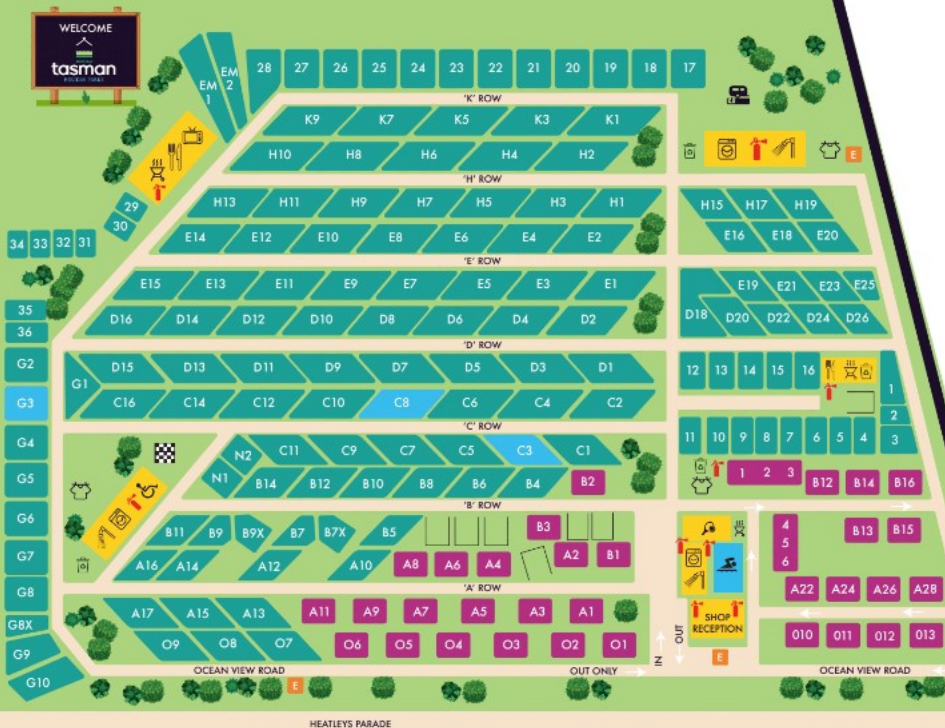 WELCOME
tasman
HOLIDAY PARKS
EM 1
EM 2
28 27 26 25 24 23 22 21 20 19 18 17
'K' ROW
K9 K7 K5 K3 K1
H10 H8 H6 H4 H2
E
'H' ROW
29
30
H13 H11 H9 H7 H5 H3 H1
H15 H17 H19
34 33 32 31
E14 E12 E10 E8 E6 E4 E2
E16 E18 E20
'E' ROW
E15 E13 E11 E9 E7 E5 E3 E1
E19 E21 E23 E25
35
D16 D14 D12 D10 D8 D6 D4 D2
D18 D20 D22 D24 D26
36
'D' ROW
G2
G1
D15 D13 D11 D9 D7 D5 D3 D1
12 13 14 15 16
1
G3
C16 C14 C12 C10 C8 C6 C4 C2
2
'C' ROW
G4
11 10 9 8 7 6 5 4 3
N2 C11 C9 C7 C5 C3 C1
G5
N1 B14 B12 B10 B8 B6 B4 B2
1 2 3
B12 B14 B16
'B' ROW
G6
B11 B9 B9X B7 B7X B5
B3
4
5
6
B13 B15
G7
A16 A14 A12 A10 A8 A6 A4 A2 B1
G8
'A' ROW
A22 A24 A26 A28
G8X
A17 A15 A13 A11 A9 A7 A5 A3 A1
SHOP
RECEPTION
G9
O9 O8 O7 O6 O5 O4 O3 O2 O1
IN
OUT
010 011 012 013
E
G10
OCEAN VIEW ROAD
OUT ONLY
OCEAN VIEW ROAD
E
HEATLEYS PARADE